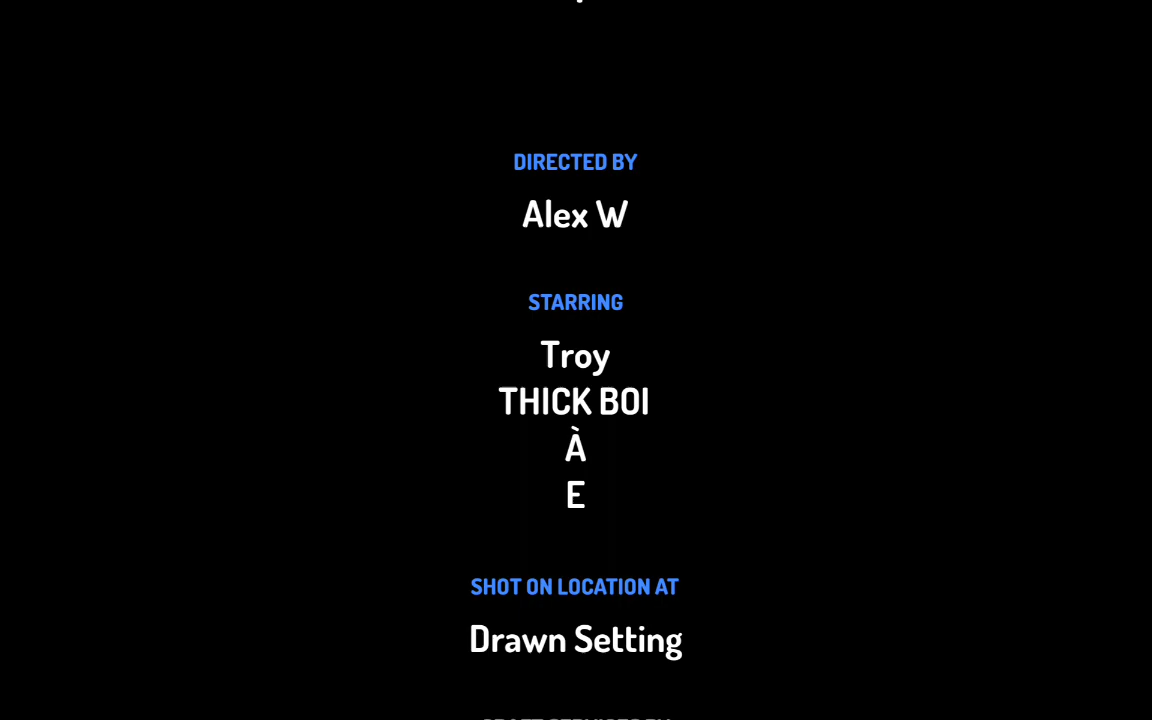 DIRECTED BY
Alex W
STARRING
Troy
THICK BOI
À
E
SHOT ON LOCATION AT
Drawn Setting